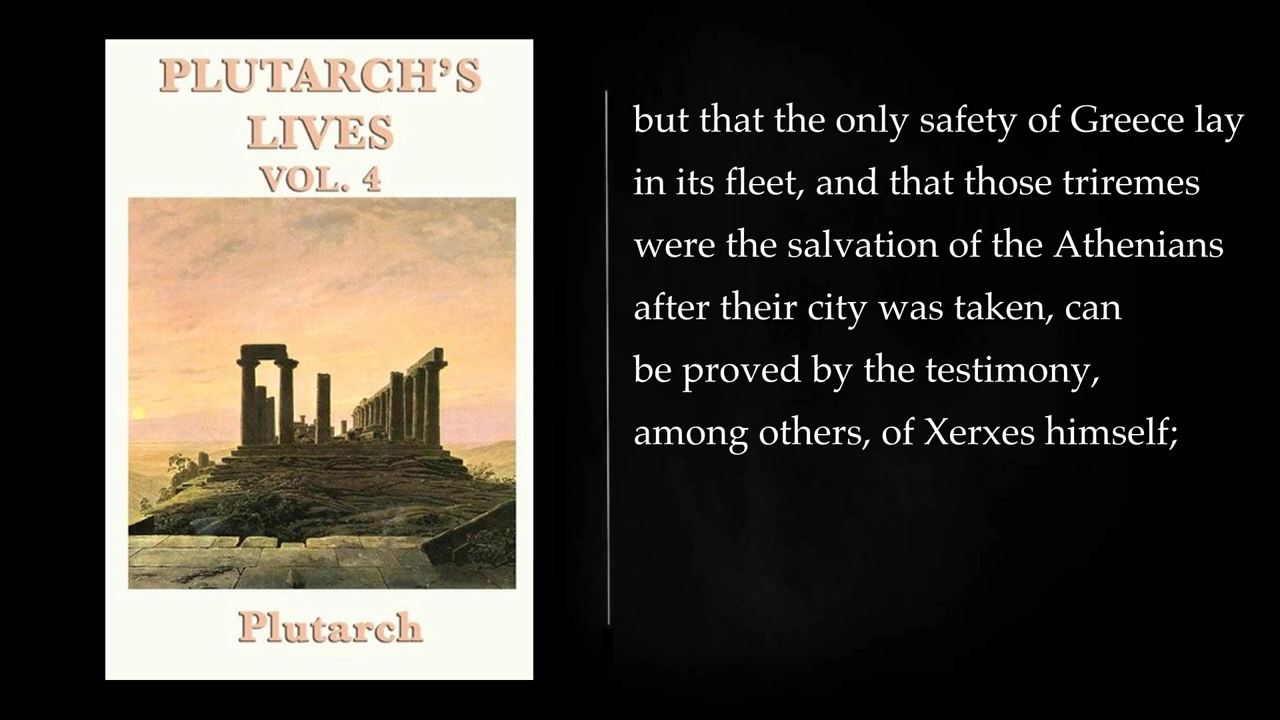 PLUTARCH'S
LIVES
VOL. 4
Plutarch
but that the only safety of Greece lay
in its fleet, and that those triremes
were the salvation of the Athenians
after their city was taken, can
be proved by the testimony,
among others, of Xerxes himself;